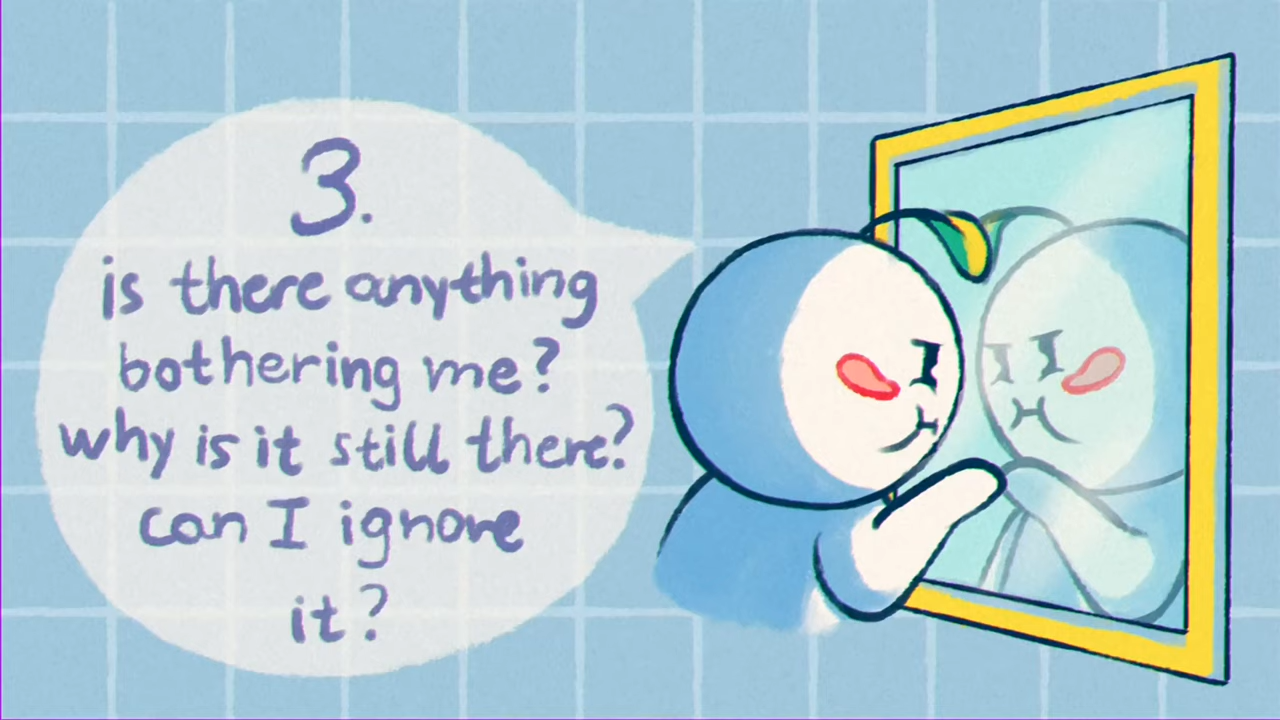 3.
is there anything
bothering me?
why is it still there?
can I ignore
it?